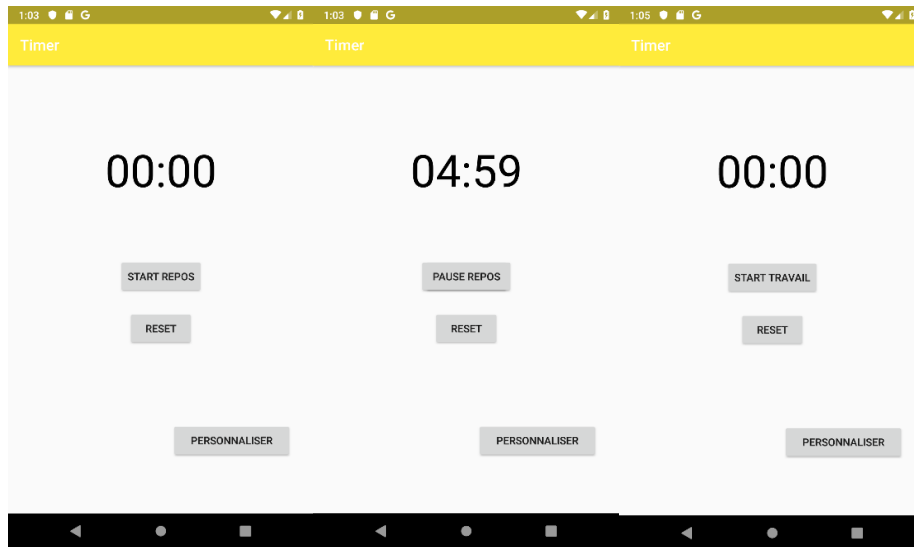 1:03 G
Timer
00:00
START REPOS
RESET
PERSONNALISER
1:03 G
Timer
04:59
PAUSE REPOS
RESET
PERSONNALISER
1:05 G
Timer
00:00
START TRAVAIL
RESET
PERSONNALISER